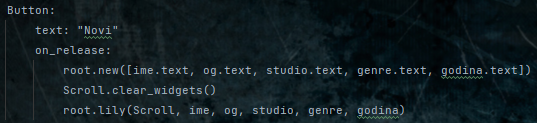 Button:
    text: "Novi"
    on_release:
        root.new([ime.text, og.text, studio.text, genre.text, godina.text])
        Scroll.clear_widgets()
        root.lily(Scroll, ime, og, studio, genre, godina)